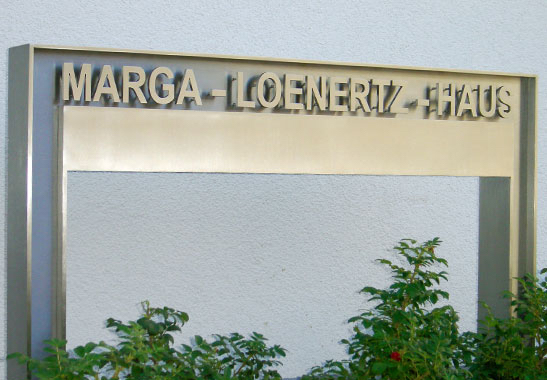 MARGA - LOENERTZ - HAUS